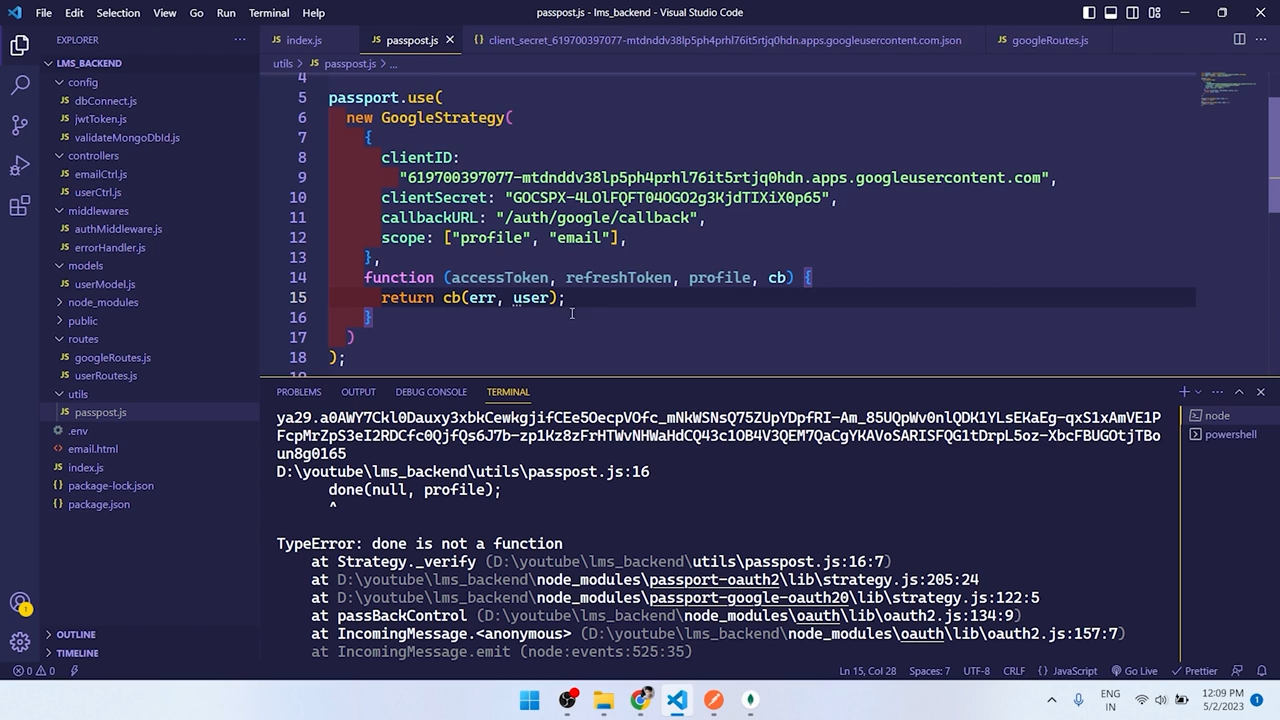 File Edit Selection View Go Run Terminal Help
passpost.js - lms_backend - Visual Studio Code
EXPLORER
LMS_BACKEND
config
dbConnect.js
jwtToken.js
validateMongoDbId.js
controllers
emailCtrl.js
userCtrl.js
middlewares
authMiddleware.js
errorHandler.js
models
userModel.js
node_modules
public
routes
googleRoutes.js
userRoutes.js
utils
passpost.js
.env
email.html
index.js
package-lock.json
package.json
OUTLINE
TIMELINE
index.js passpost.js client_secret_619700397077-mtdnddv38lp5ph4prhl76it5rtjq0hdn.apps.googleusercontent.com.json googleRoutes.js
utils > passpost.js > ...
4
5 passport.use(
6 new GoogleStrategy(
7 {
8 clientID:
9 "619700397077-mtdnddv38lp5ph4prhl76it5rtjq0hdn.apps.googleusercontent.com",
10 clientSecret: "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",
11 callbackURL: "/auth/google/callback",
12 scope: ["profile", "email"],
13 },
14 function (accessToken, refreshToken, profile, cb) {
15 return cb(err, user);
16 }
17 )
18 );
PROBLEMS OUTPUT DEBUG CONSOLE TERMINAL
node
powershell
ya29.a0AWY7Ckl0Dauxy3xbkCewkgjifCEe5OecpVOfc_mNkWSNsQ75ZUpYDpfRI-Am_85UQpWv0nlQDK1YLsEKaEg-qxS1xAmVE1P
FcpMrZpS3eI2RDCfc0QjfQs6J7b-zp1Kz8zFrHTWvNHWaHdCQ43c1OB4V3QEM7QaCgYKAVoSARISFQG1tDrpL5oz-XbcFBUGOtjTBo
un8g0165
D:\youtube\lms_backend\utils\passpost.js:16
done(null, profile);
^
TypeError: done is not a function
at Strategy._verify (D:\youtube\lms_backend\utils\passpost.js:16:7)
at D:\youtube\lms_backend\node_modules\passport-oauth2\lib\strategy.js:205:24
at D:\youtube\lms_backend\node_modules\passport-google-oauth20\lib\strategy.js:122:5
at passBackControl (D:\youtube\lms_backend\node_modules\oauth\lib\oauth2.js:134:9)
at IncomingMessage.<anonymous> (D:\youtube\lms_backend\node_modules\oauth\lib\oauth2.js:157:7)
at IncomingMessage.emit (node:events:525:35)
0 0 Ln 15, Col 28 Spaces: 7 UTF-8 CRLF {} JavaScript Go Live Prettier
ENG
IN
12:09 PM
5/2/2023
1